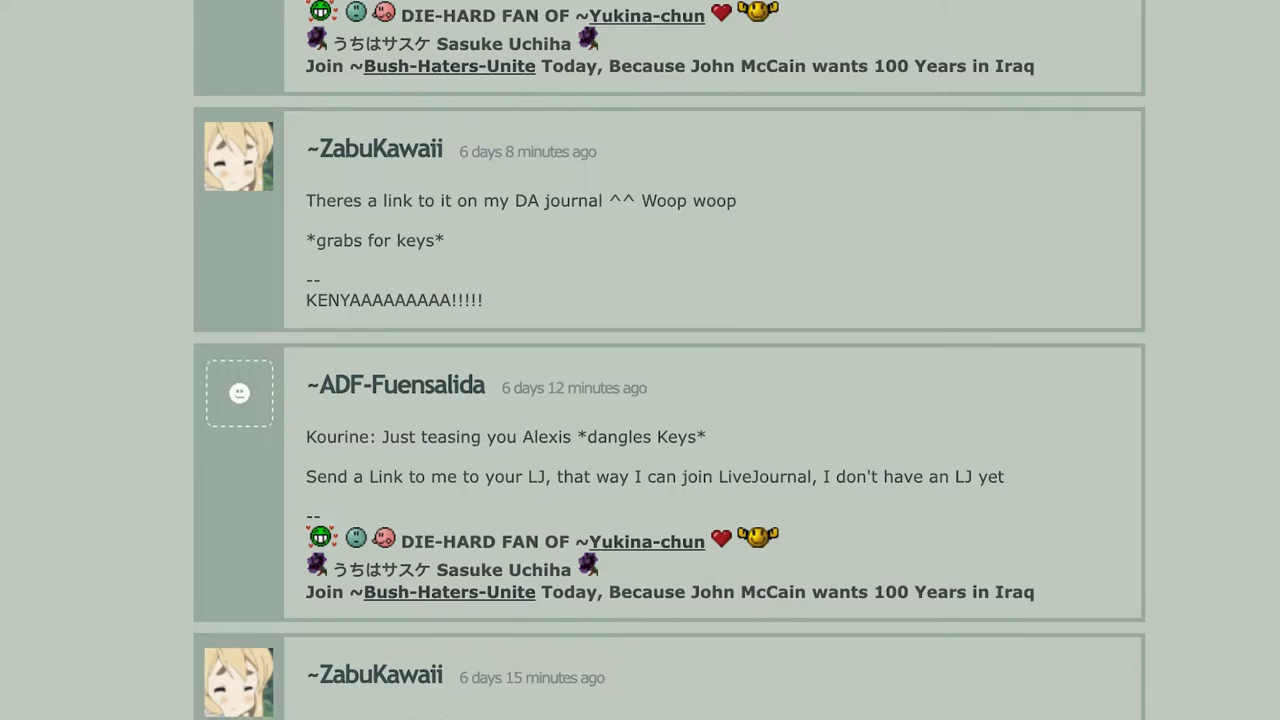 DIE-HARD FAN OF ~Yukina-chun
うちはサスケ Sasuke Uchiha
Join ~Bush-Haters-Unite Today, Because John McCain wants 100 Years in Iraq
~ZabuKawaii 6 days 8 minutes ago
Theres a link to it on my DA journal ^^ Woop woop
*grabs for keys*
--
KENYAAAAAAAAA!!!!!
~ADF-Fuensalida 6 days 12 minutes ago
Kourine: Just teasing you Alexis *dangles Keys*
Send a Link to me to your LJ, that way I can join LiveJournal, I don't have an LJ yet
--
DIE-HARD FAN OF ~Yukina-chun
うちはサスケ Sasuke Uchiha
Join ~Bush-Haters-Unite Today, Because John McCain wants 100 Years in Iraq
~ZabuKawaii 6 days 15 minutes ago